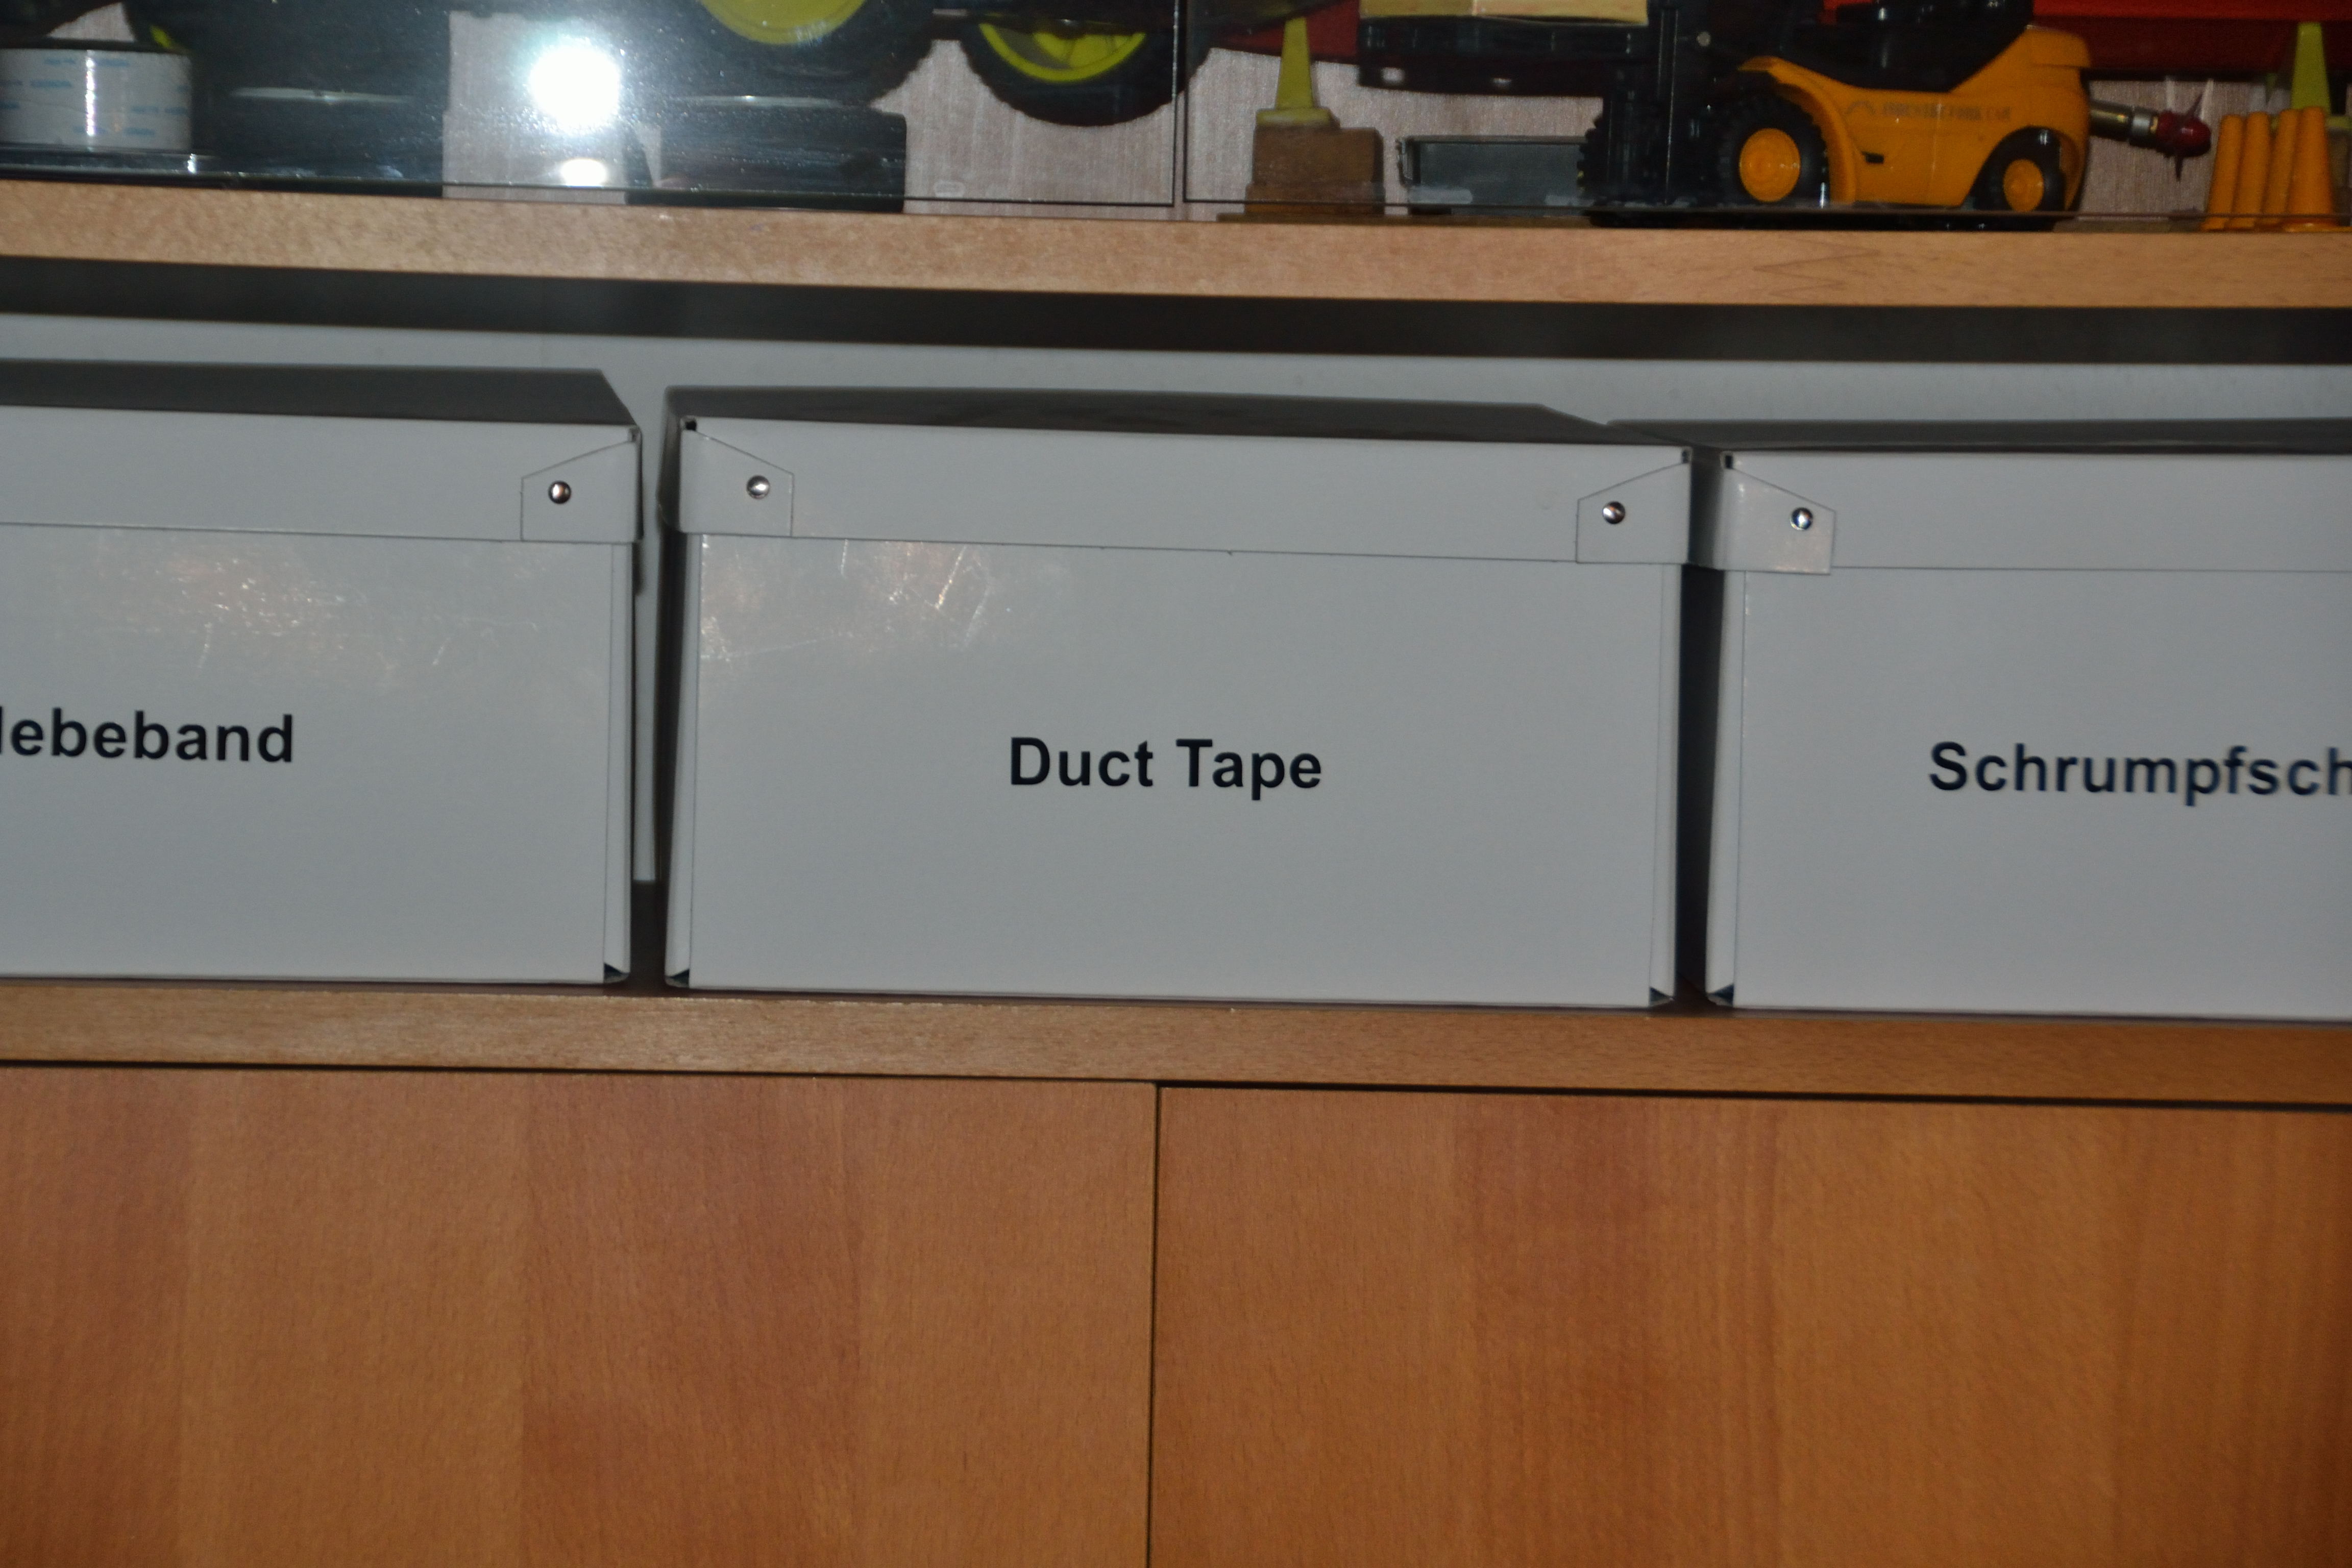 lebeband
Duct Tape
Schrumpfsch